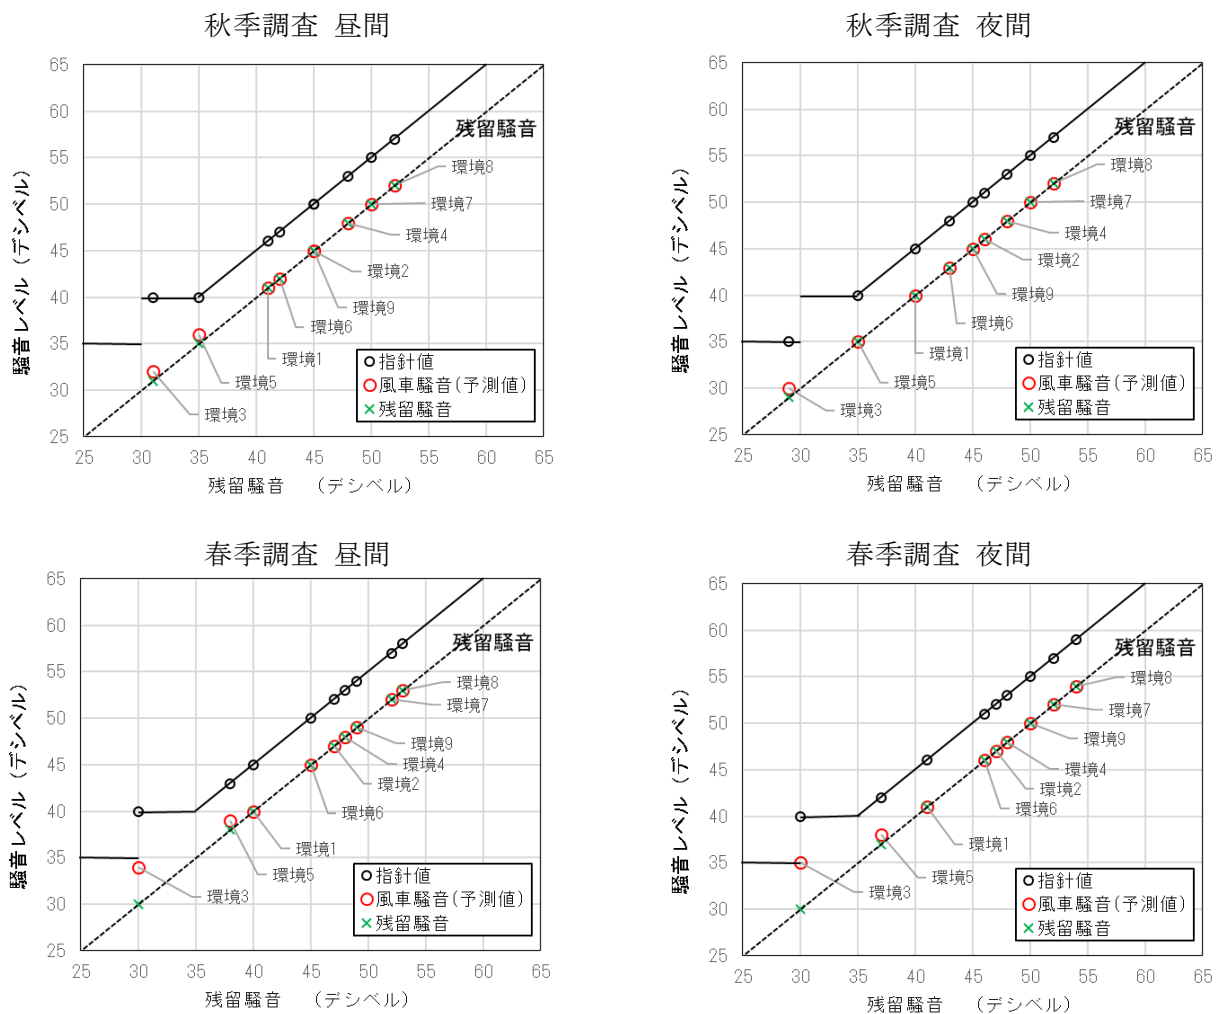 秋季調査 昼間
65
60
55
50
45
40
35
30
25
騒音レベル（デシベル）
残留騒音
環境8
環境7
環境4
環境2
環境9
環境6
環境1
環境5
環境3
指針値
風車騒音(予測値)
残留騒音
25 30 35 40 45 50 55 60 65
残留騒音 （デシベル）
秋季調査 夜間
65
60
55
50
45
40
35
30
25
騒音レベル（デシベル）
残留騒音
環境8
環境7
環境4
環境2
環境9
環境6
環境1
環境5
環境3
指針値
風車騒音(予測値)
残留騒音
25 30 35 40 45 50 55 60 65
残留騒音 （デシベル）
春季調査 昼間
65
60
55
50
45
40
35
30
25
騒音レベル（デシベル）
残留騒音
環境8
環境7
環境9
環境4
環境2
環境6
環境1
環境5
環境3
指針値
風車騒音(予測値)
残留騒音
25 30 35 40 45 50 55 60 65
残留騒音 （デシベル）
春季調査 夜間
65
60
55
50
45
40
35
30
25
騒音レベル（デシベル）
残留騒音
環境8
環境7
環境9
環境4
環境2
環境6
環境1
環境5
環境3
指針値
風車騒音(予測値)
残留騒音
25 30 35 40 45 50 55 60 65
残留騒音 （デシベル）